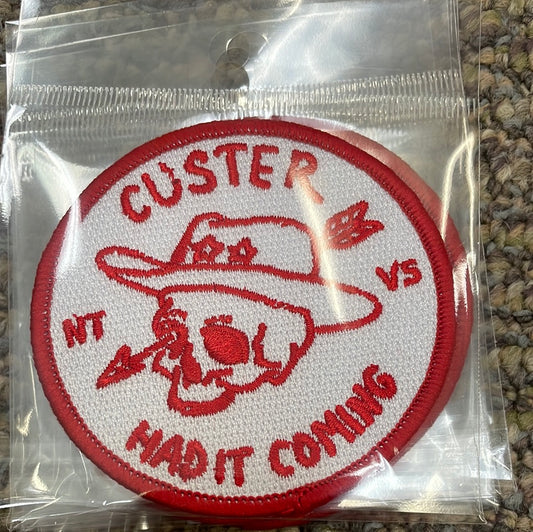 CUSTER
NT
VS
HAD IT COMING